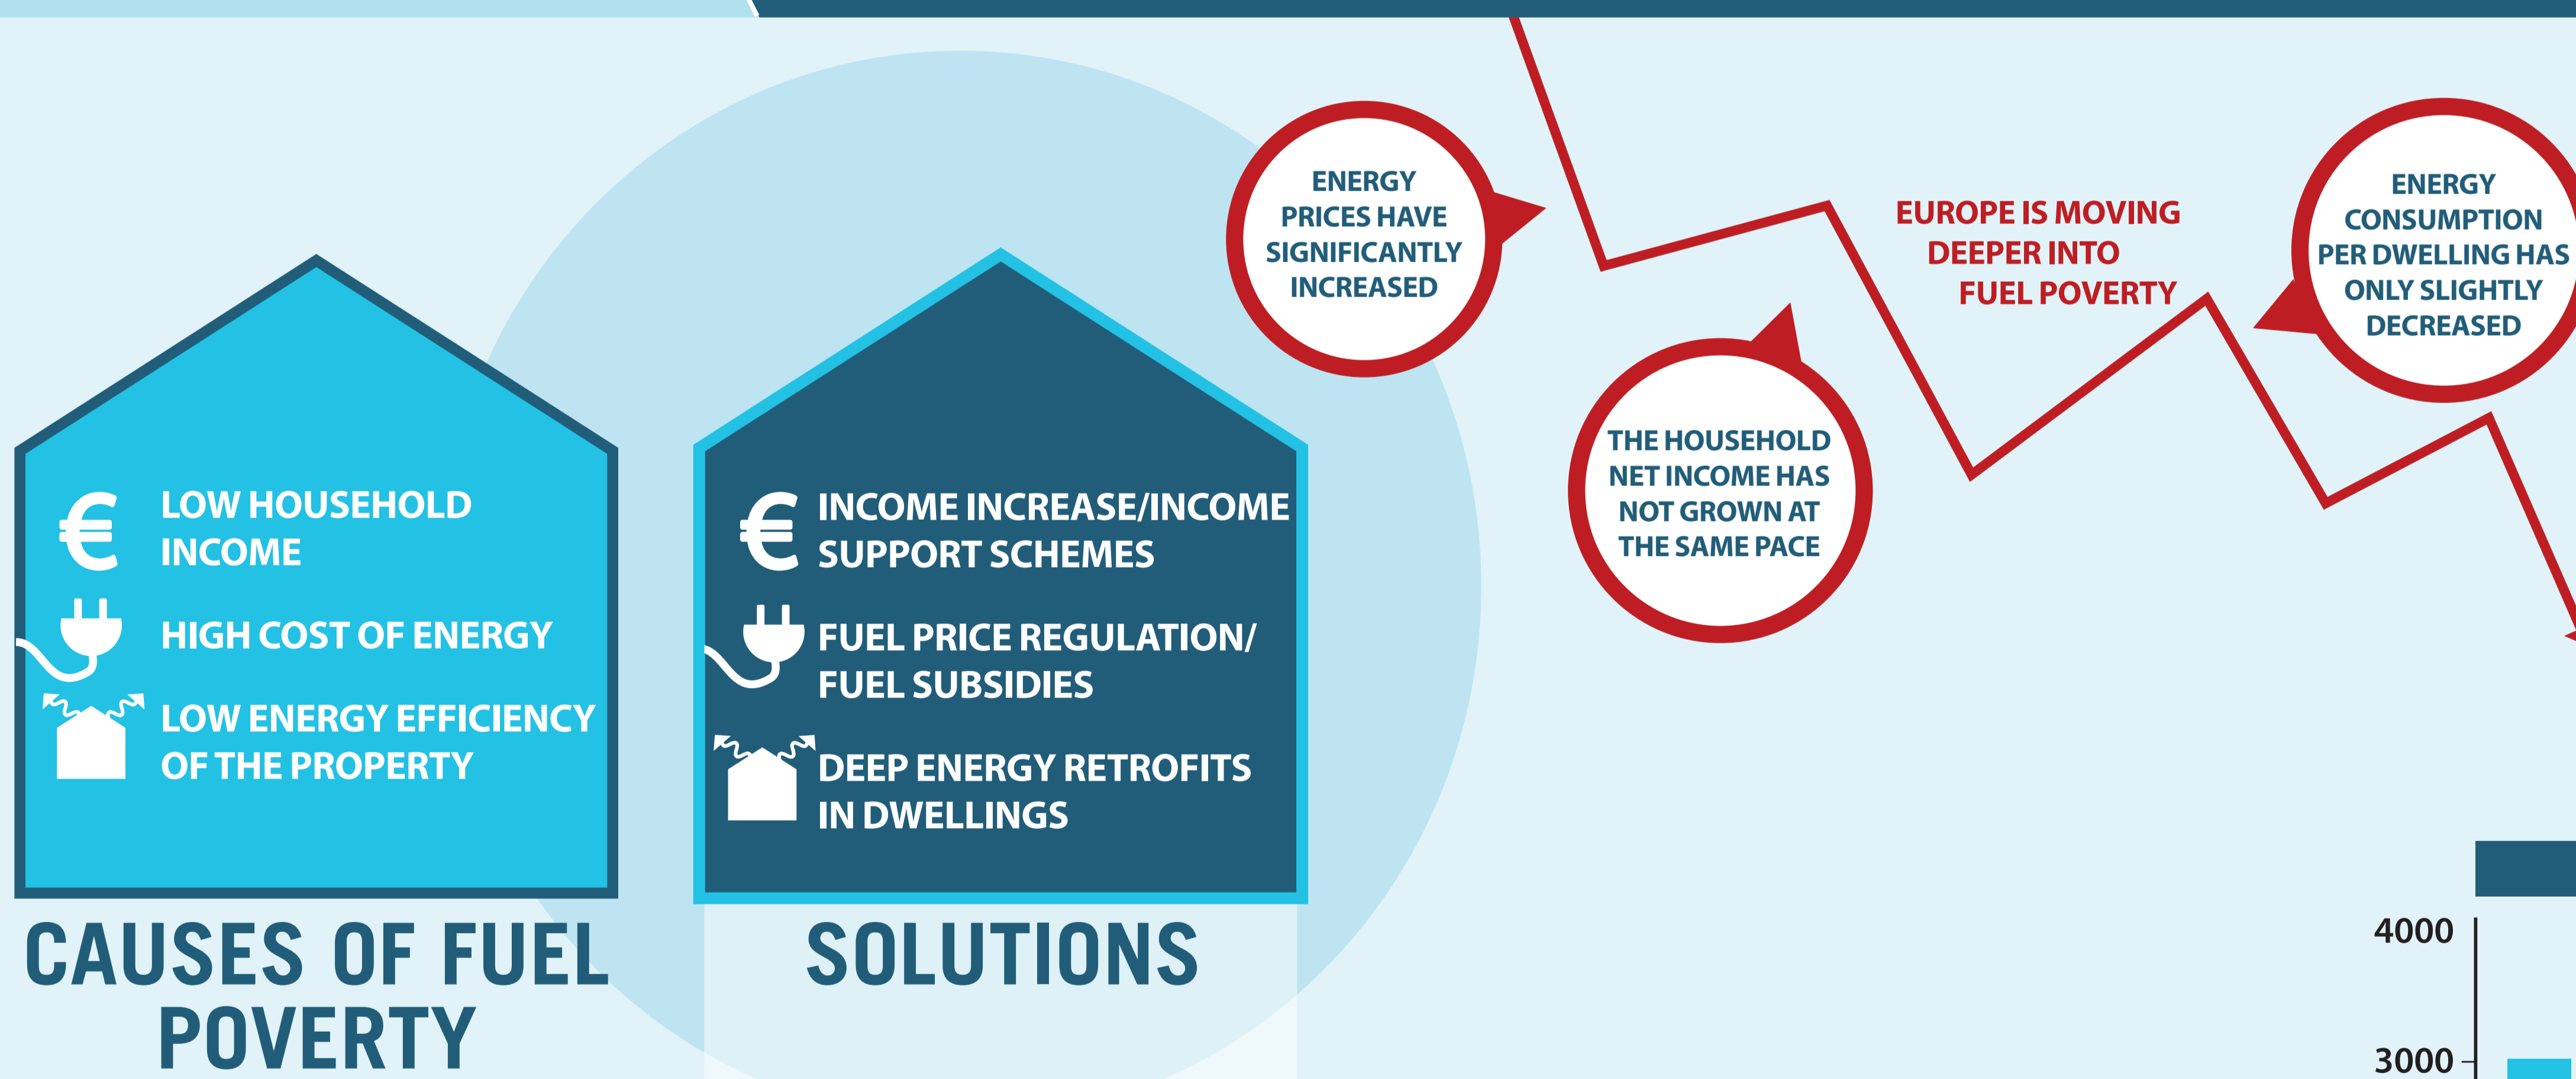 LOW HOUSEHOLD
INCOME
HIGH COST OF ENERGY
LOW ENERGY EFFICIENCY
OF THE PROPERTY
CAUSES OF FUEL
POVERTY
INCOME INCREASE/INCOME
SUPPORT SCHEMES
FUEL PRICE REGULATION/
FUEL SUBSIDIES
DEEP ENERGY RETROFITS
IN DWELLINGS
SOLUTIONS
ENERGY
PRICES HAVE
SIGNIFICANTLY
INCREASED
THE HOUSEHOLD
NET INCOME HAS
NOT GROWN AT
THE SAME PACE
EUROPE IS MOVING
DEEPER INTO
FUEL POVERTY
ENERGY
CONSUMPTION
PER DWELLING HAS
ONLY SLIGHTLY
DECREASED
4000
3000